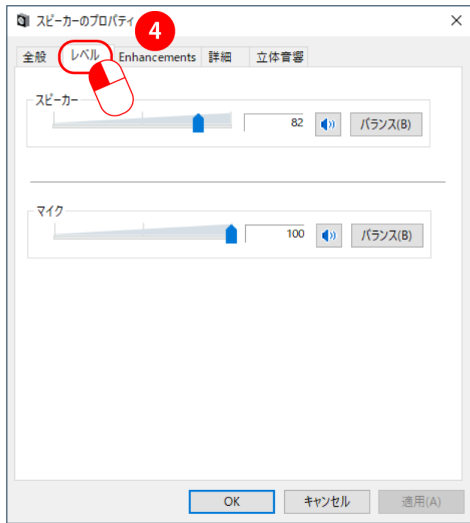 スピーカーのプロパティ
4
全般 レベル Enhancements 詳細 立体音響
スピーカー
82 バランス(B)
マイク
100 バランス(B)
OK キャンセル 適用(A)